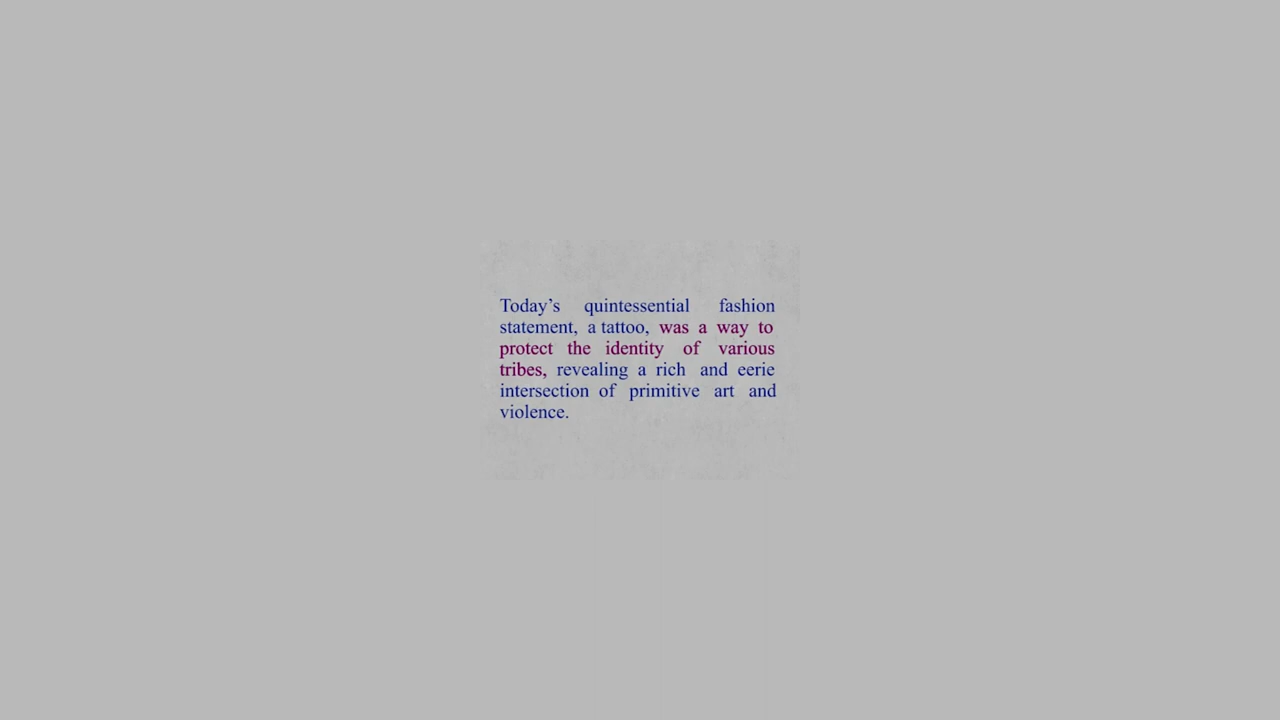 Today’s quintessential fashion
statement, a tattoo, was a way to
protect the identity of various
tribes, revealing a rich and eerie
intersection of primitive art and
violence.